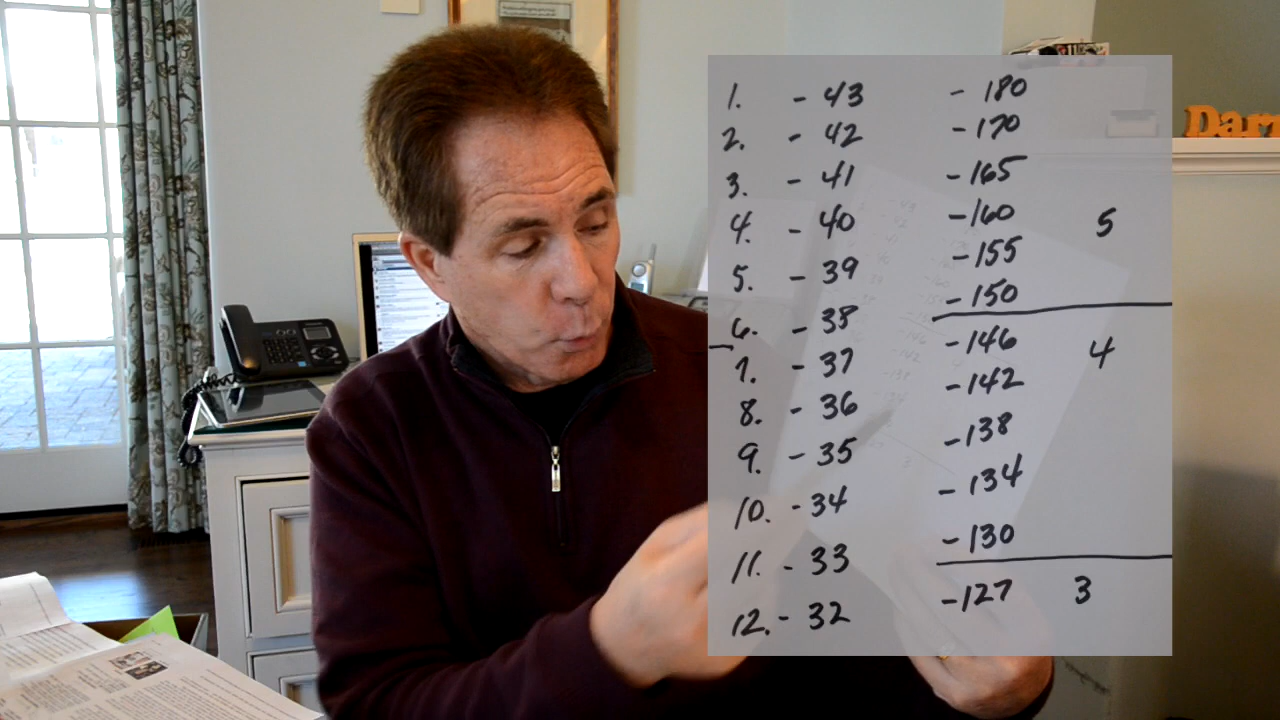 1. - 43 - 180
2. - 42 - 170
3. - 41 - 165
4. - 40 - 160 5
5. - 39 - 155
- 150
6. - 38 - 146 4
7. - 37 - 142
8. - 36 - 138
9. - 35 - 134
10. - 34 - 130
11. - 33
12. - 32 - 127 3